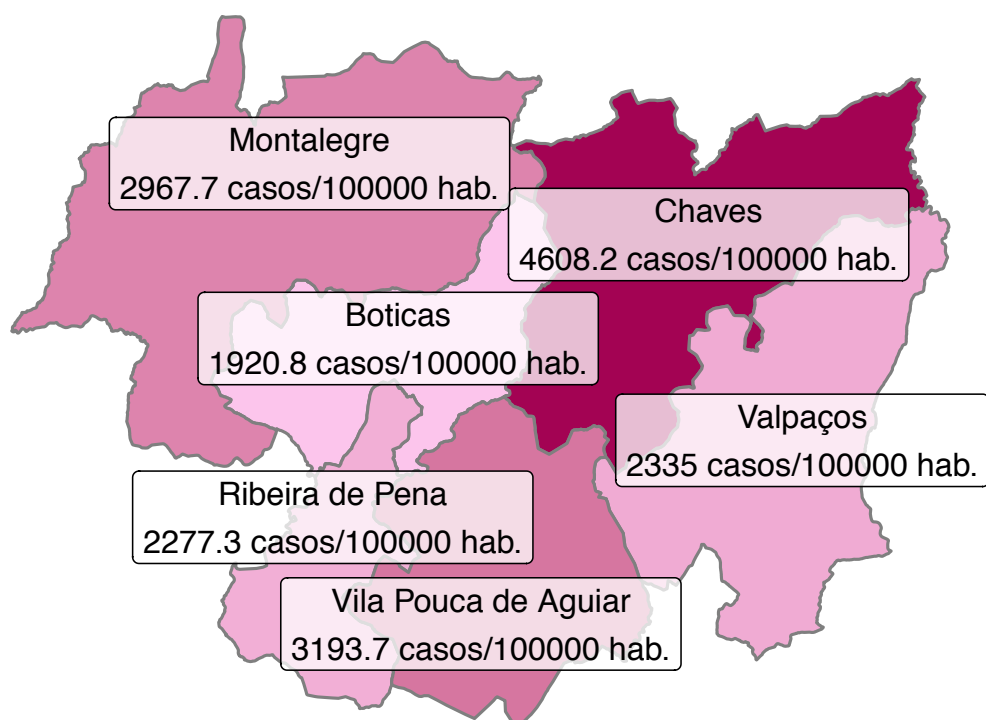 Montalegre
2967.7 casos/100000 hab.
Chaves
4608.2 casos/100000 hab.
Boticas
1920.8 casos/100000 hab.
Valpaços
2335 casos/100000 hab.
Ribeira de Pena
2277.3 casos/100000 hab.
Vila Pouca de Aguiar
3193.7 casos/100000 hab.